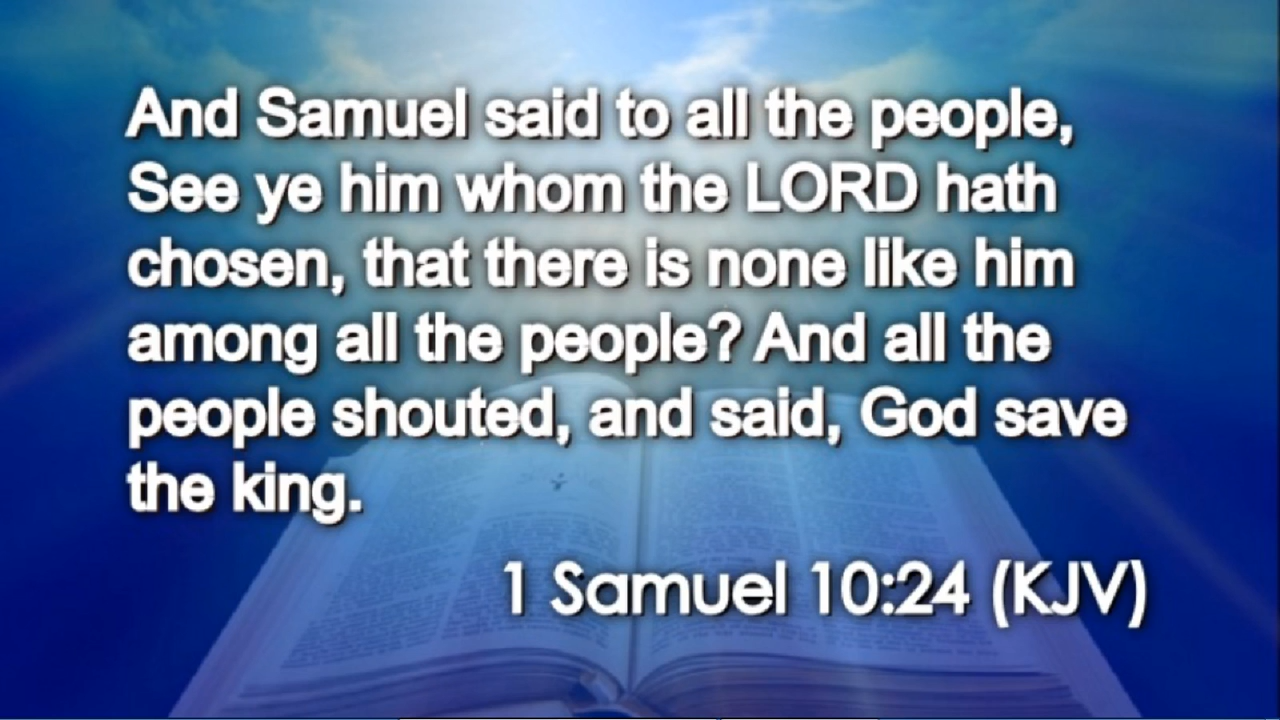 And Samuel said to all the people,
See ye him whom the LORD hath
chosen, that there is none like him
among all the people? And all the
people shouted, and said, God save
the king.
1 Samuel 10:24 (KJV)